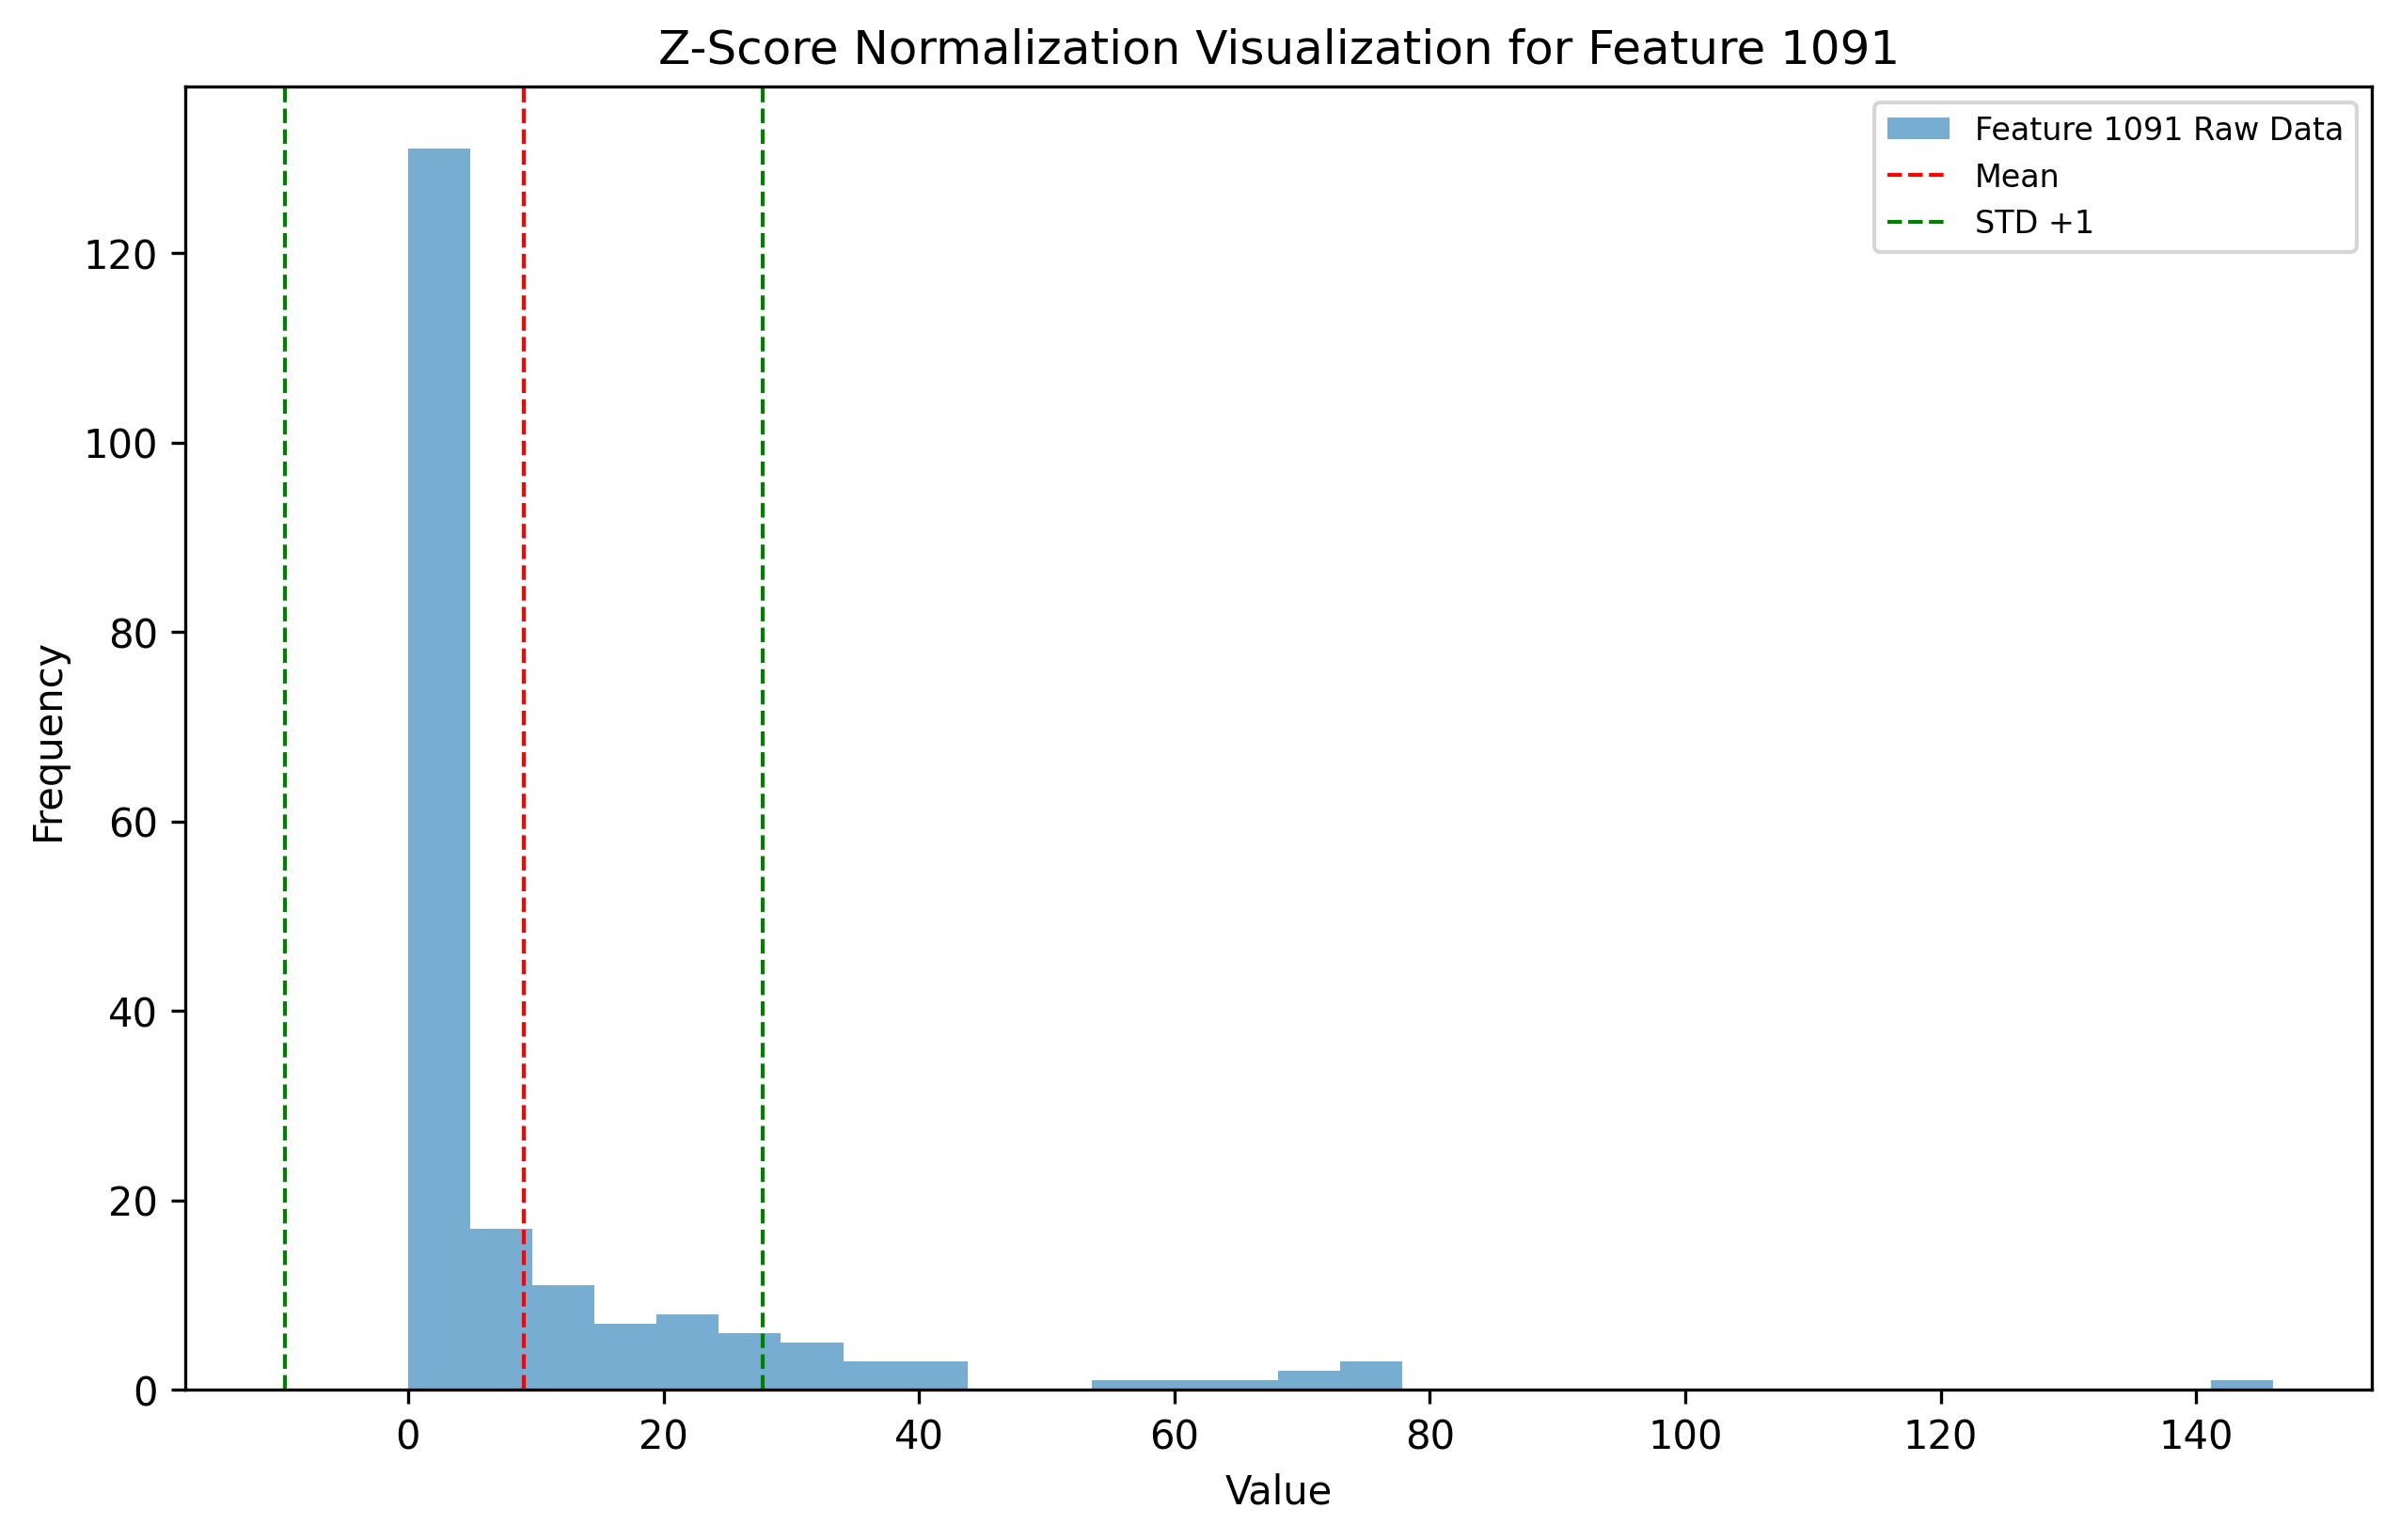 Z-Score Normalization Visualization for Feature 1091
Feature 1091 Raw Data
Mean
STD +1
120
100
80
60
40
20
0
Frequency
0 20 40 60 80 100 120 140
Value